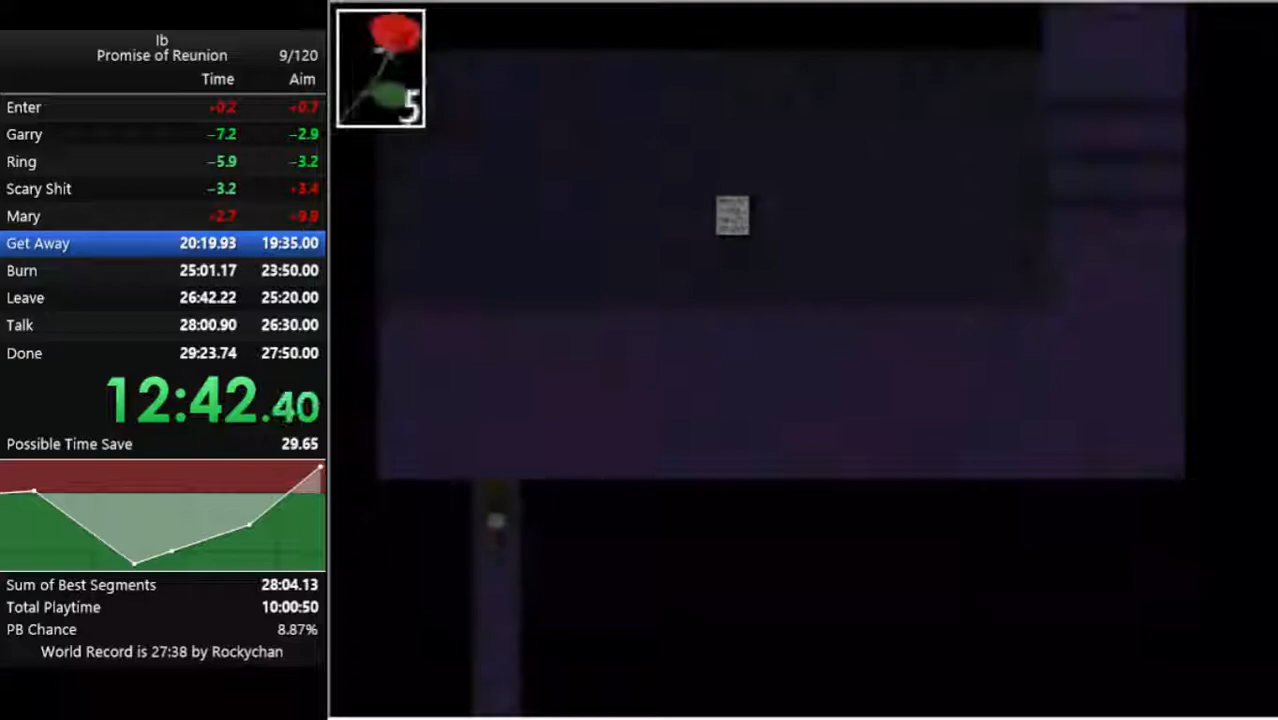 Ib
Promise of Reunion 9/120
Time Aim
Enter +0.2 +0.7
Garry −7.2 −2.9
Ring −5.9 −3.2
Scary Shit −3.2 +3.4
Mary +2.7 +9.9
Get Away 20:19.93 19:35.00
Burn 25:01.17 23:50.00
Leave 26:42.22 25:20.00
Talk 28:00.90 26:30.00
Done 29:23.74 27:50.00
12:42.40
Possible Time Save 29.65
Sum of Best Segments 28:04.13
Total Playtime 10:00:50
PB Chance 8.87%
World Record is 27:38 by Rockychan
5